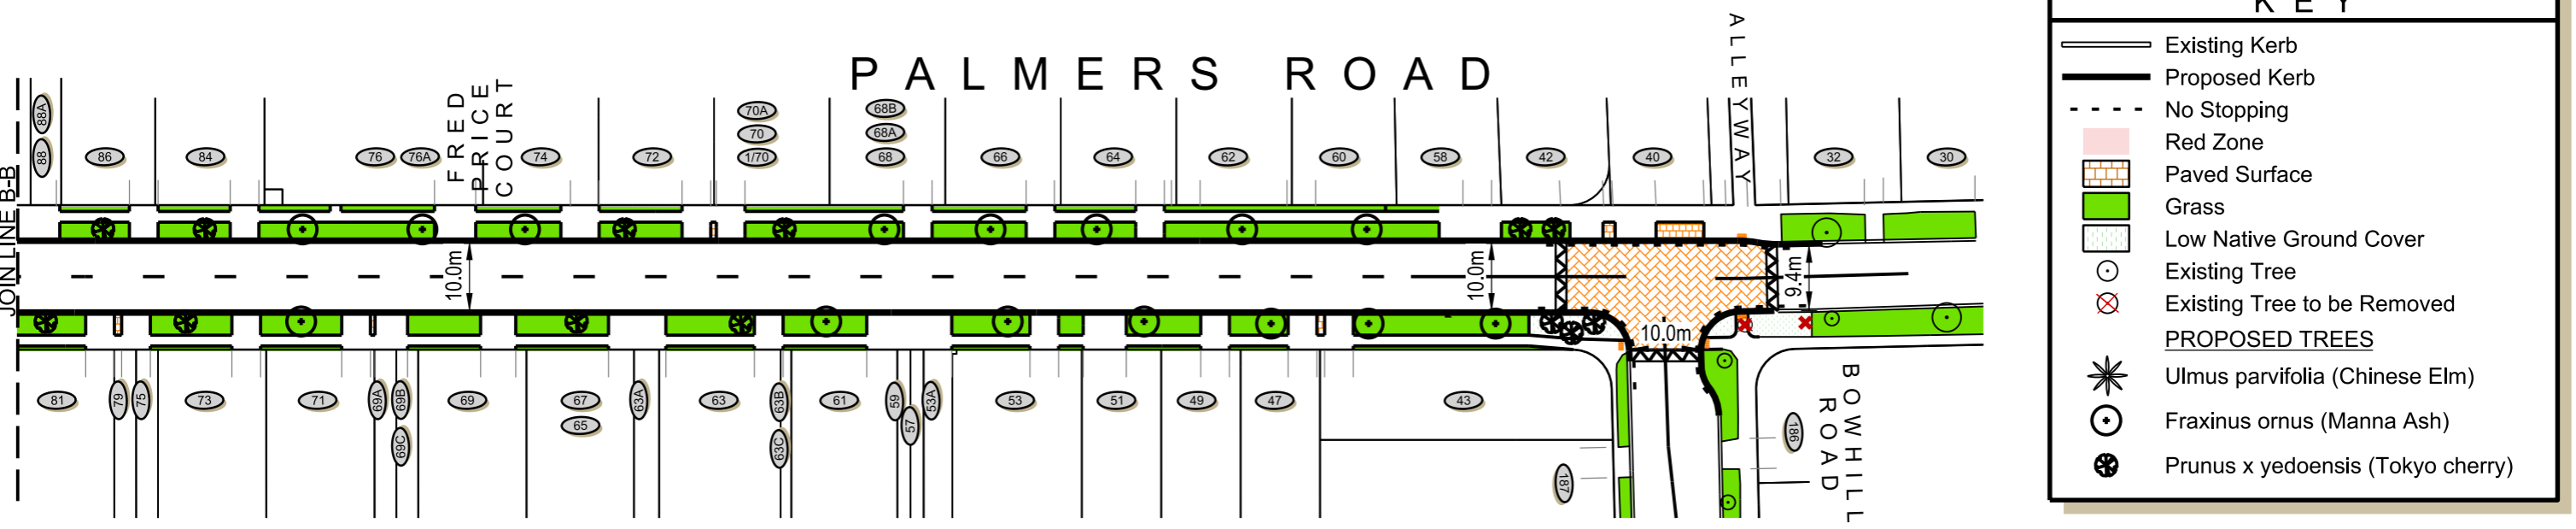 PALMERS ROAD
ALLEYWAY
FRED
PRICE
COURT
JOIN LINE B-B
88A
88
86
84
76
76A
74
72
70A
70
1/70
68B
68A
68
66
64
62
60
58
42
40
32
30
10.0m
10.0m
9.4m
10.0m
81
79
75
73
71
69A
69B
69C
69
67
65
63A
63
63B
63C
61
59
57
53A
53
51
49
47
43
187
186
BOWHILL
ROAD
KEY
Existing Kerb
Proposed Kerb
No Stopping
Red Zone
Paved Surface
Grass
Low Native Ground Cover
Existing Tree
Existing Tree to be Removed
PROPOSED TREES
Ulmus parvifolia (Chinese Elm)
Fraxinus ornus (Manna Ash)
Prunus x yedoensis (Tokyo cherry)